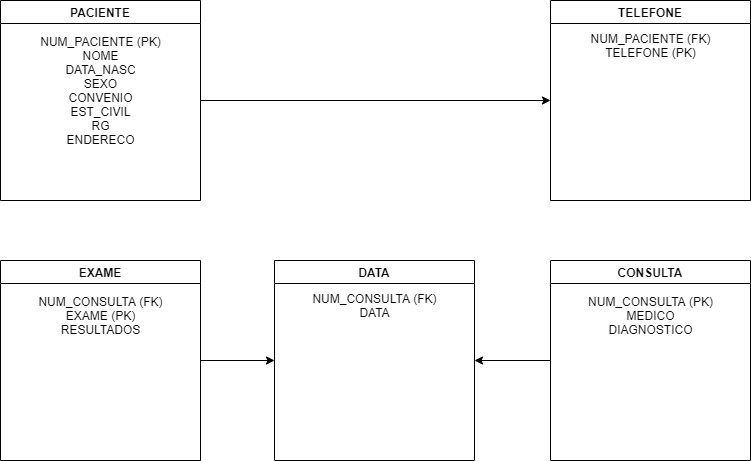 PACIENTE
NUM_PACIENTE (PK)
NOME
DATA_NASC
SEXO
CONVENIO
EST_CIVIL
RG
ENDERECO
TELEFONE
NUM_PACIENTE (FK)
TELEFONE (PK)
EXAME
NUM_CONSULTA (FK)
EXAME (PK)
RESULTADOS
DATA
NUM_CONSULTA (FK)
DATA
CONSULTA
NUM_CONSULTA (PK)
MEDICO
DIAGNOSTICO